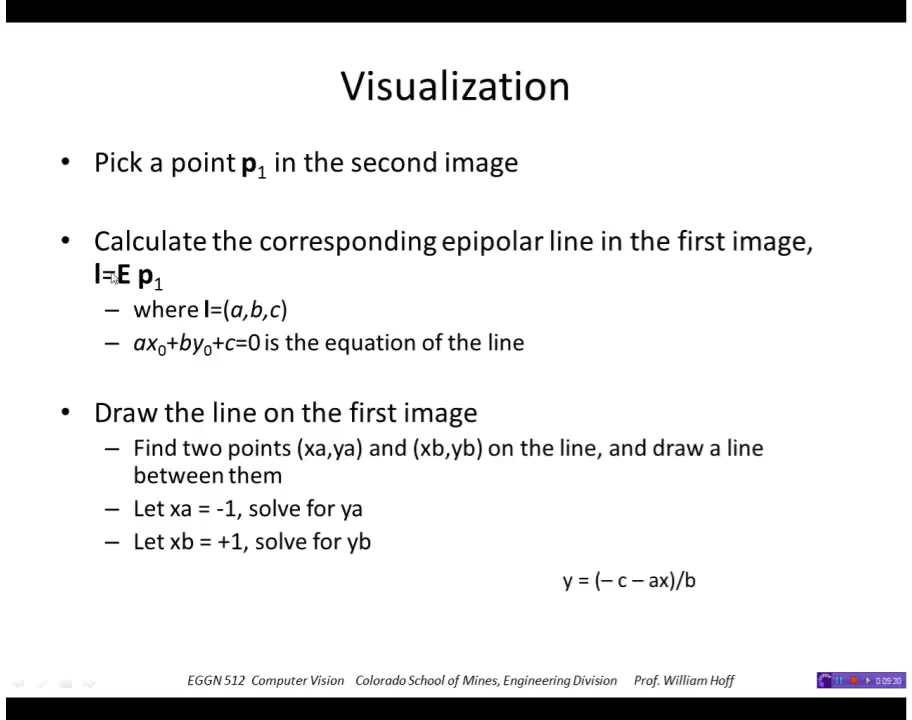 Visualization
• Pick a point p1 in the second image
• Calculate the corresponding epipolar line in the first image,
l=E p1
– where l=(a,b,c)
– ax0+by0+c=0 is the equation of the line
• Draw the line on the first image
– Find two points (xa,ya) and (xb,yb) on the line, and draw a line
between them
– Let xa = -1, solve for ya
– Let xb = +1, solve for yb
y = (– c – ax)/b
EGGN 512 Computer Vision Colorado School of Mines, Engineering Division Prof. William Hoff
0:09:30